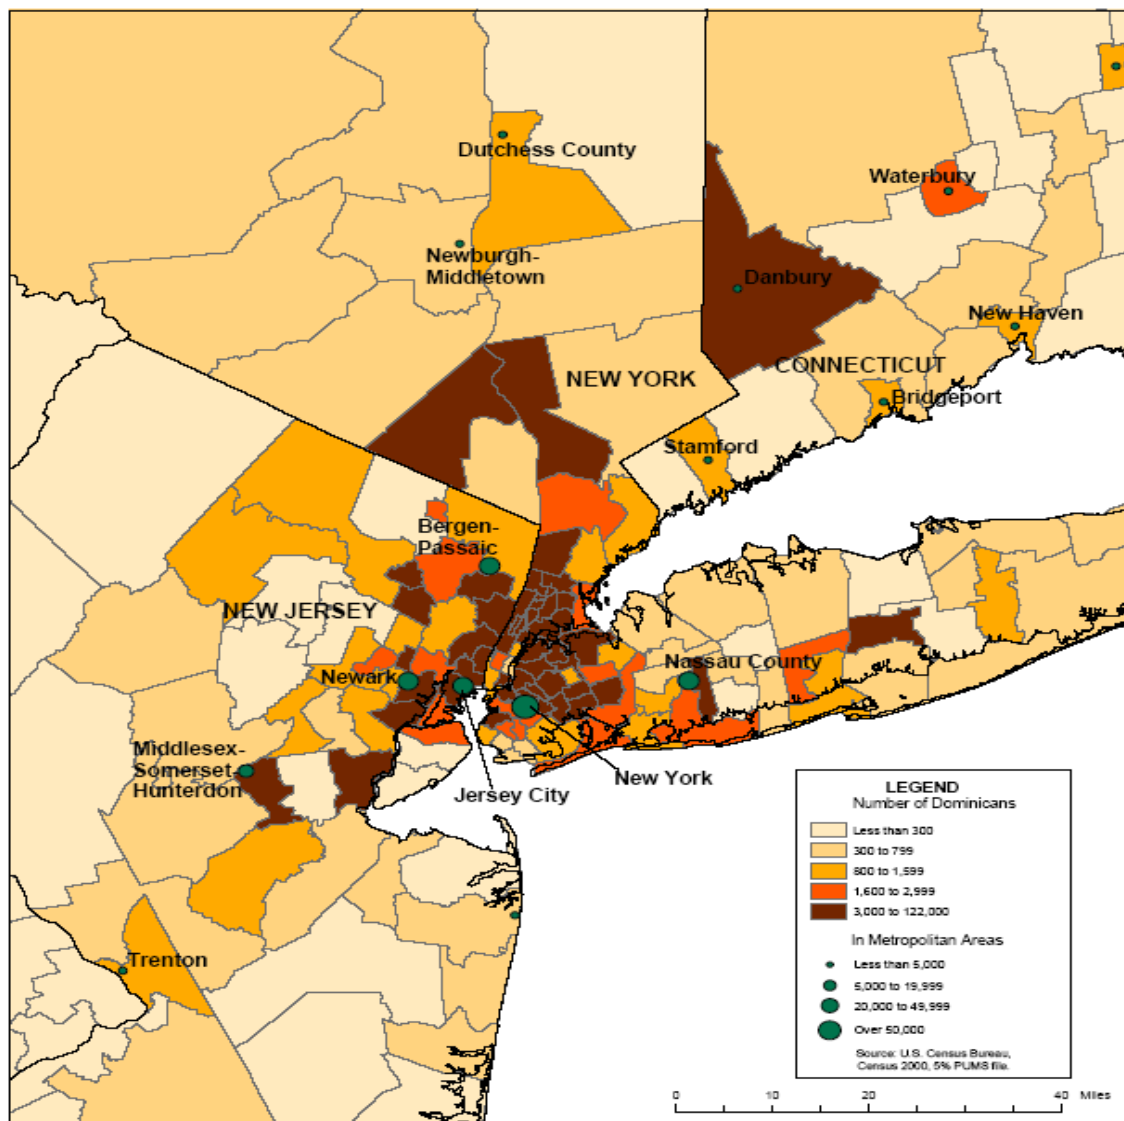 Dutchess County
Waterbury
Newburgh-
Middletown
Danbury
New Haven
CONNECTICUT
NEW YORK
Bridgeport
Stamford
Bergen-
Passaic
NEW JERSEY
Nassau County
Newark
Middlesex-
Somerset-
Hunterdon
New York
Jersey City
Trenton
LEGEND
Number of Dominicans
Less than 300
300 to 799
800 to 1,599
1,600 to 2,999
3,000 to 122,000
In Metropolitan Areas
Less than 5,000
5,000 to 19,999
20,000 to 49,999
Over 50,000
Source: U.S. Census Bureau,
Census 2000, 5% PUMS file.
0 20 40 Miles